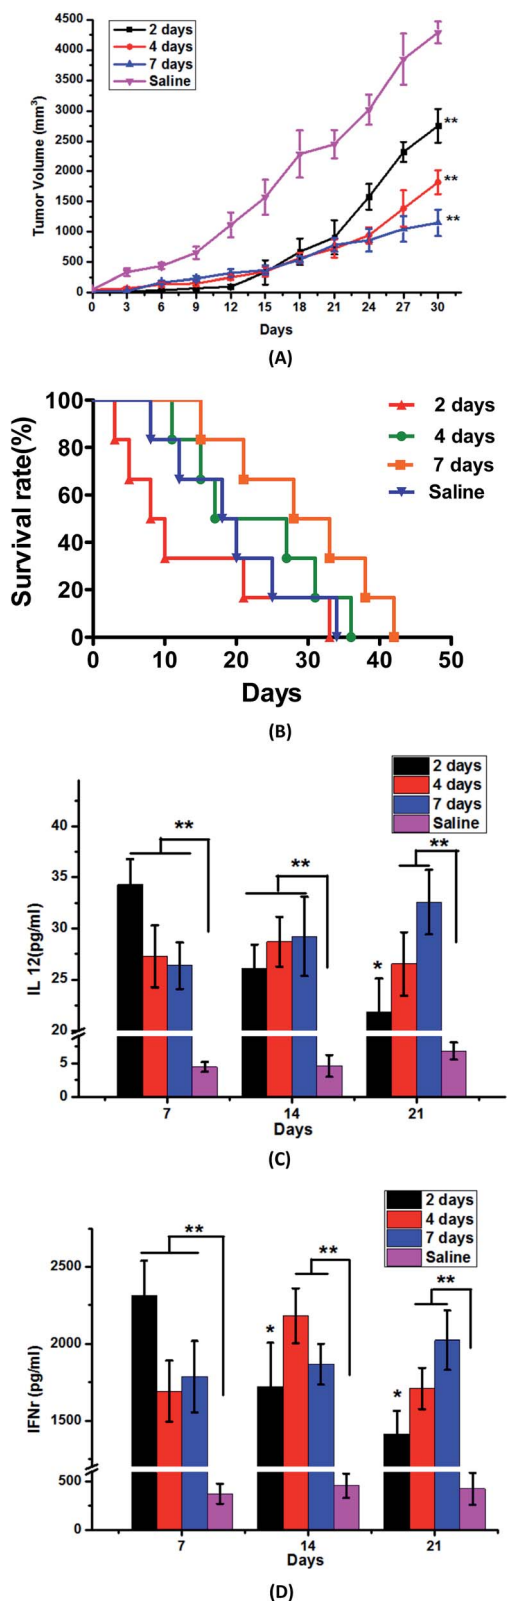 4500
4000
3500
3000
2500
2000
1500
1000
500
0
Tumor Volume (mm³)
2 days
4 days
7 days
Saline
**
**
**
0 3 6 9 12 15 18 21 24 27 30
Days
(A)
100
80
60
40
20
0
Survival rate(%)
2 days
4 days
7 days
Saline
0 10 20 30 40 50
Days
(B)
2 days
4 days
7 days
Saline
40
35
30
25
20
5
0
IL 12(pg/ml)
**
**
**
*
7 14 21
Days
(C)
2 days
4 days
7 days
Saline
2500
2000
1500
500
0
IFNr (pg/ml)
**
**
**
*
*
7 14 21
Days
(D)